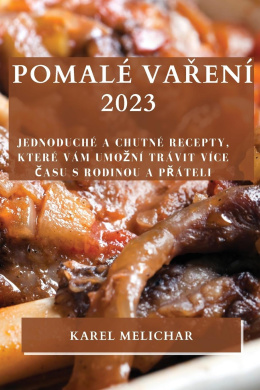 POMALÉ VAŘENÍ
2023
JEDNODUCHÉ A CHUTNÉ RECEPTY,
KTERÉ VÁM UMOŽNÍ TRÁVIT VÍCE
ČASU S RODINOU A PŘÁTELI
KAREL MELICHAR